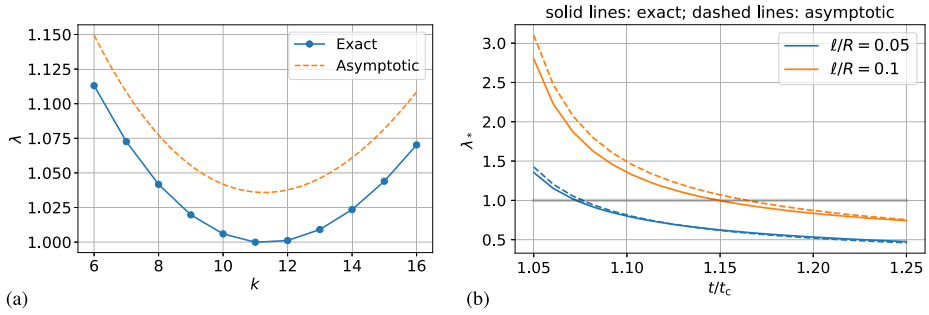 1.150
1.125
1.100
1.075
1.050
1.025
1.000
λ
6 8 10 12 14 16
k
Exact
Asymptotic
(a)
solid lines: exact; dashed lines: asymptotic
3.0
2.5
2.0
1.5
1.0
0.5
λ*
1.05 1.10 1.15 1.20 1.25
t/tc
ℓ/R = 0.05
ℓ/R = 0.1
(b)